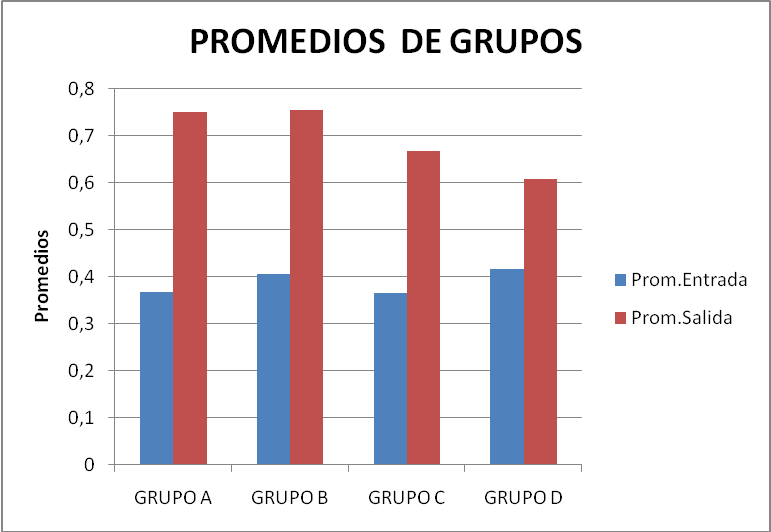 PROMEDIOS DE GRUPOS
0,8
0,7
0,6
0,5
0,4
0,3
0,2
0,1
0
Promedios
GRUPO A GRUPO B GRUPO C GRUPO D
Prom.Entrada
Prom.Salida